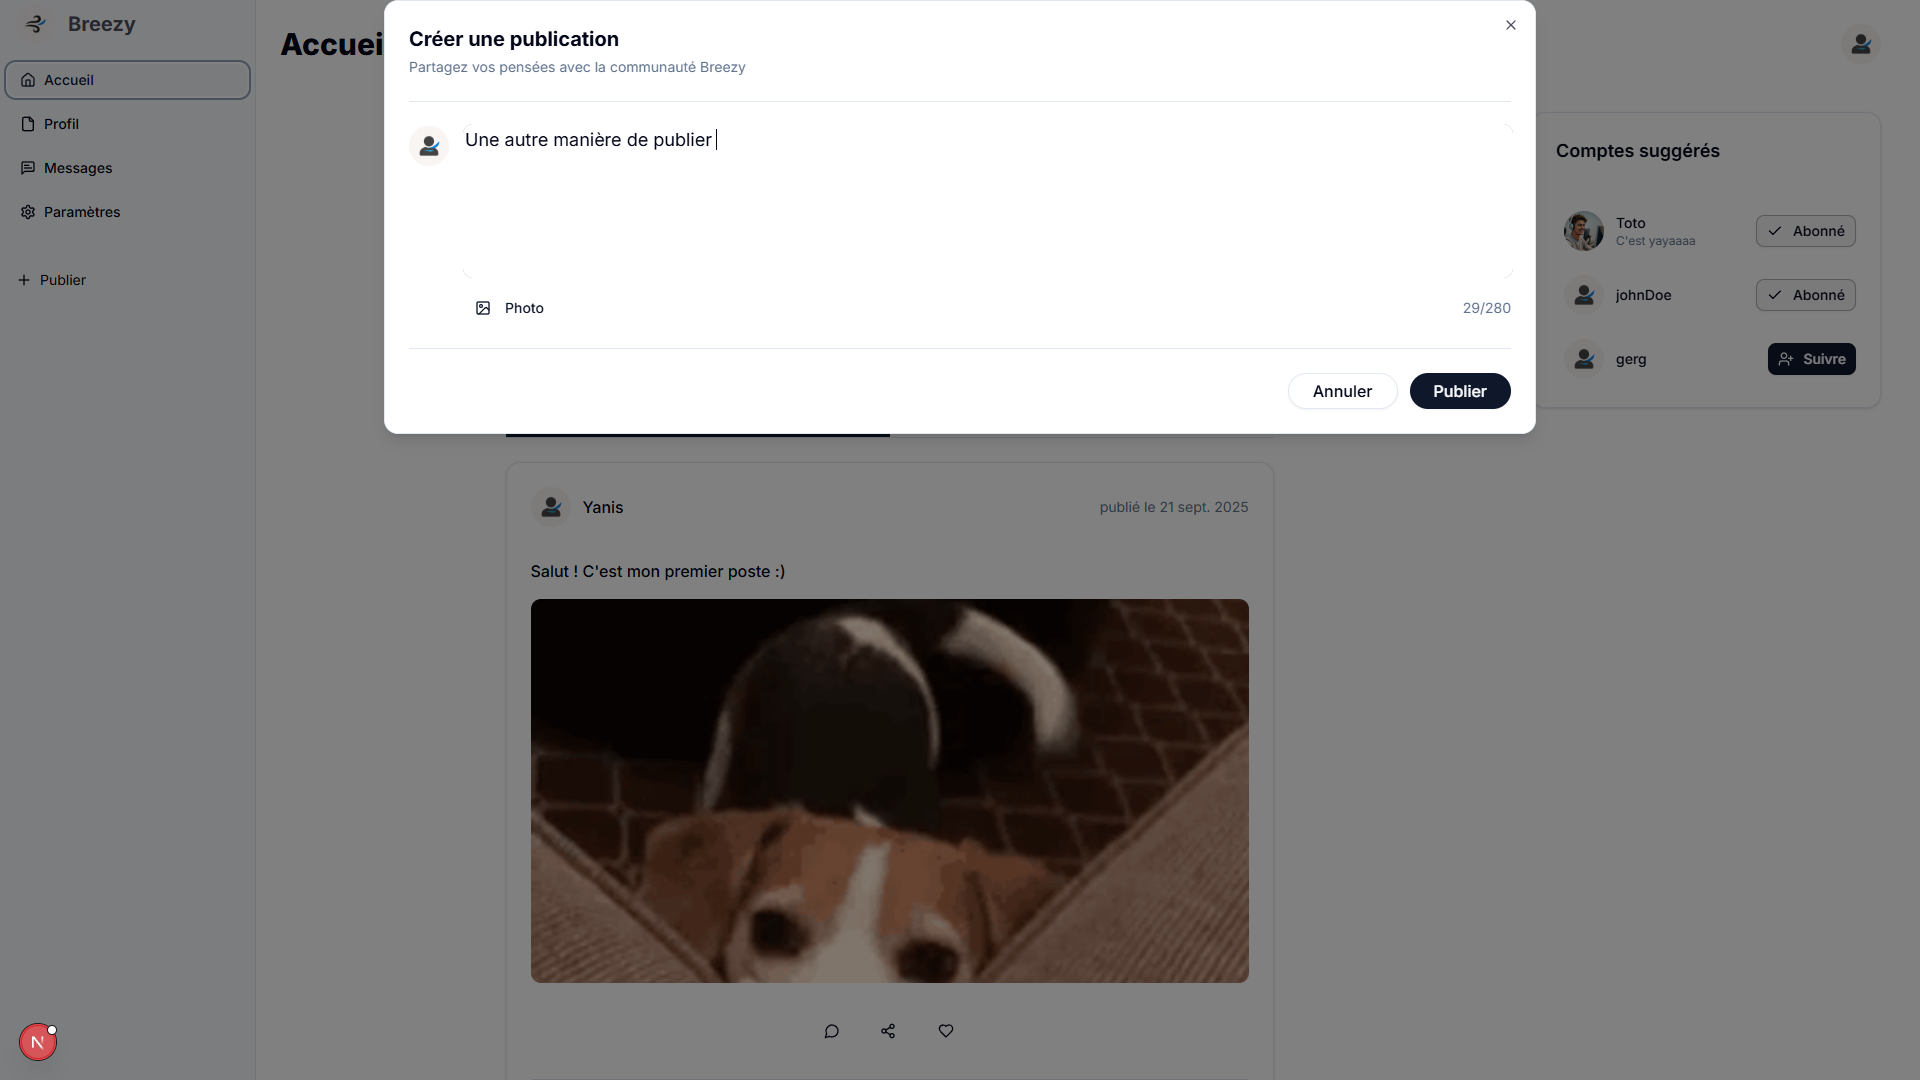 Breezy
Accueil
Profil
Messages
Paramètres
Publier
Accuei
Créer une publication
Partagez vos pensées avec la communauté Breezy
Une autre manière de publier
Photo
29/280
Annuler
Publier
Comptes suggérés
Toto
C'est yayaaaa
Abonné
johnDoe
Abonné
gerg
Suivre
Yanis
publié le 21 sept. 2025
Salut ! C'est mon premier poste :)
N